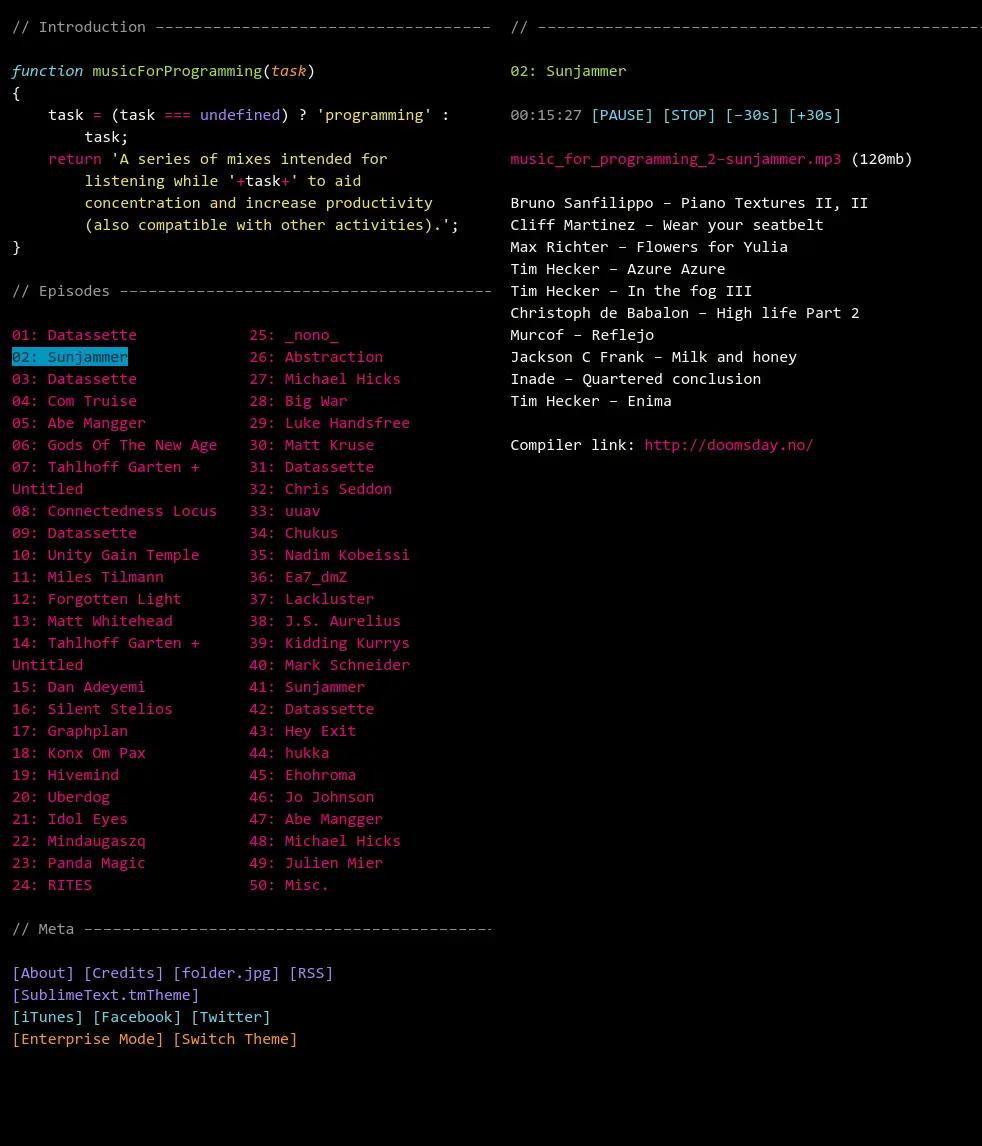 // Introduction -----------------------------------
function musicForProgramming(task)
{
    task = (task === undefined) ? 'programming' :
        task;
    return 'A series of mixes intended for
        listening while '+task+' to aid
        concentration and increase productivity
        (also compatible with other activities).';
}
// Episodes ---------------------------------------
01: Datassette
02: Sunjammer
03: Datassette
04: Com Truise
05: Abe Mangger
06: Gods Of The New Age
07: Tahlhoff Garten +
Untitled
08: Connectedness Locus
09: Datassette
10: Unity Gain Temple
11: Miles Tilmann
12: Forgotten Light
13: Matt Whitehead
14: Tahlhoff Garten +
Untitled
15: Dan Adeyemi
16: Silent Stelios
17: Graphplan
18: Konx Om Pax
19: Hivemind
20: Uberdog
21: Idol Eyes
22: Mindaugaszq
23: Panda Magic
24: RITES
25: _nono_
26: Abstraction
27: Michael Hicks
28: Big War
29: Luke Handsfree
30: Matt Kruse
31: Datassette
32: Chris Seddon
33: uuav
34: Chukus
35: Nadim Kobeissi
36: Ea7_dmZ
37: Lackluster
38: J.S. Aurelius
39: Kidding Kurrys
40: Mark Schneider
41: Sunjammer
42: Datassette
43: Hey Exit
44: hukka
45: Ehohroma
46: Jo Johnson
47: Abe Mangger
48: Michael Hicks
49: Julien Mier
50: Misc.
// Meta -------------------------------------------
[About] [Credits] [folder.jpg] [RSS]
[SublimeText.tmTheme]
[iTunes] [Facebook] [Twitter]
[Enterprise Mode] [Switch Theme]
// -----------------------------------------------
02: Sunjammer
00:15:27 [PAUSE] [STOP] [-30s] [+30s]
music_for_programming_2-sunjammer.mp3 (120mb)
Bruno Sanfilippo - Piano Textures II, II
Cliff Martinez - Wear your seatbelt
Max Richter - Flowers for Yulia
Tim Hecker - Azure Azure
Tim Hecker - In the fog III
Christoph de Babalon - High life Part 2
Murcof - Reflejo
Jackson C Frank - Milk and honey
Inade - Quartered conclusion
Tim Hecker - Enima
Compiler link: http://doomsday.no/